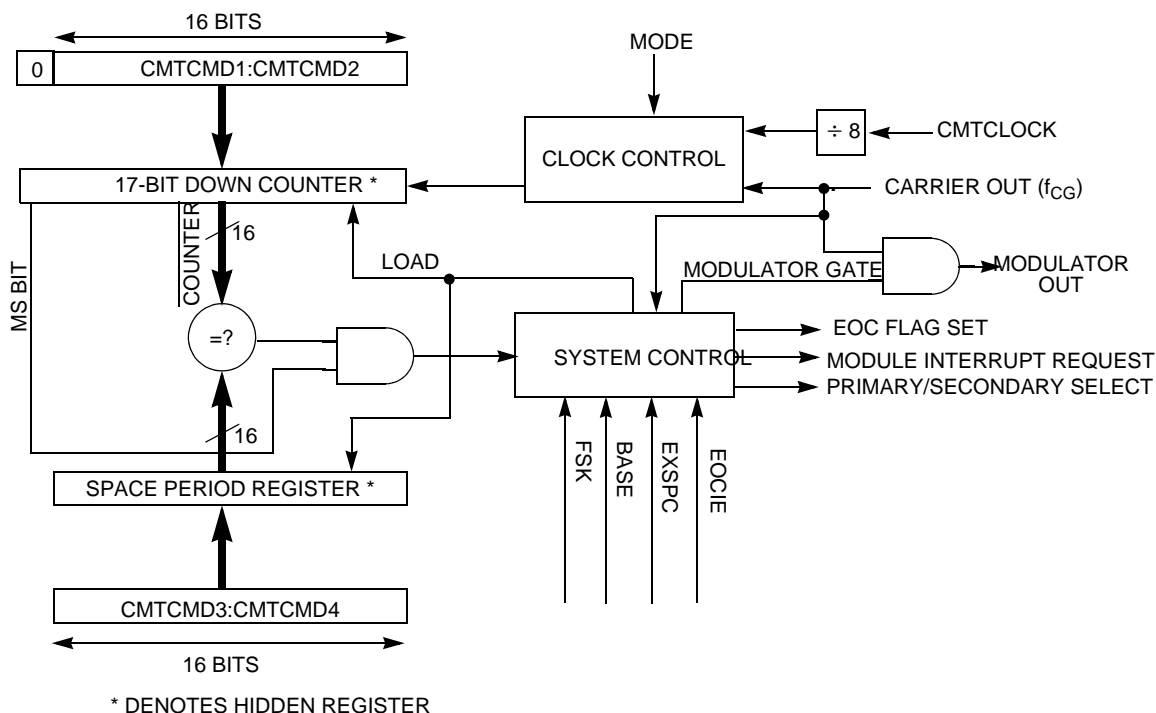 16 BITS
0
CMTCMD1:CMTCMD2
MODE
÷ 8
CMTCLOCK
CLOCK CONTROL
17-BIT DOWN COUNTER *
CARRIER OUT (fCG)
16
COUNTER
MS BIT
LOAD
MODULATOR GATE
MODULATOR
OUT
=?
EOC FLAG SET
SYSTEM CONTROL
MODULE INTERRUPT REQUEST
PRIMARY/SECONDARY SELECT
16
FSK
BASE
EXSPC
EOCIE
SPACE PERIOD REGISTER *
CMTCMD3:CMTCMD4
16 BITS
* DENOTES HIDDEN REGISTER